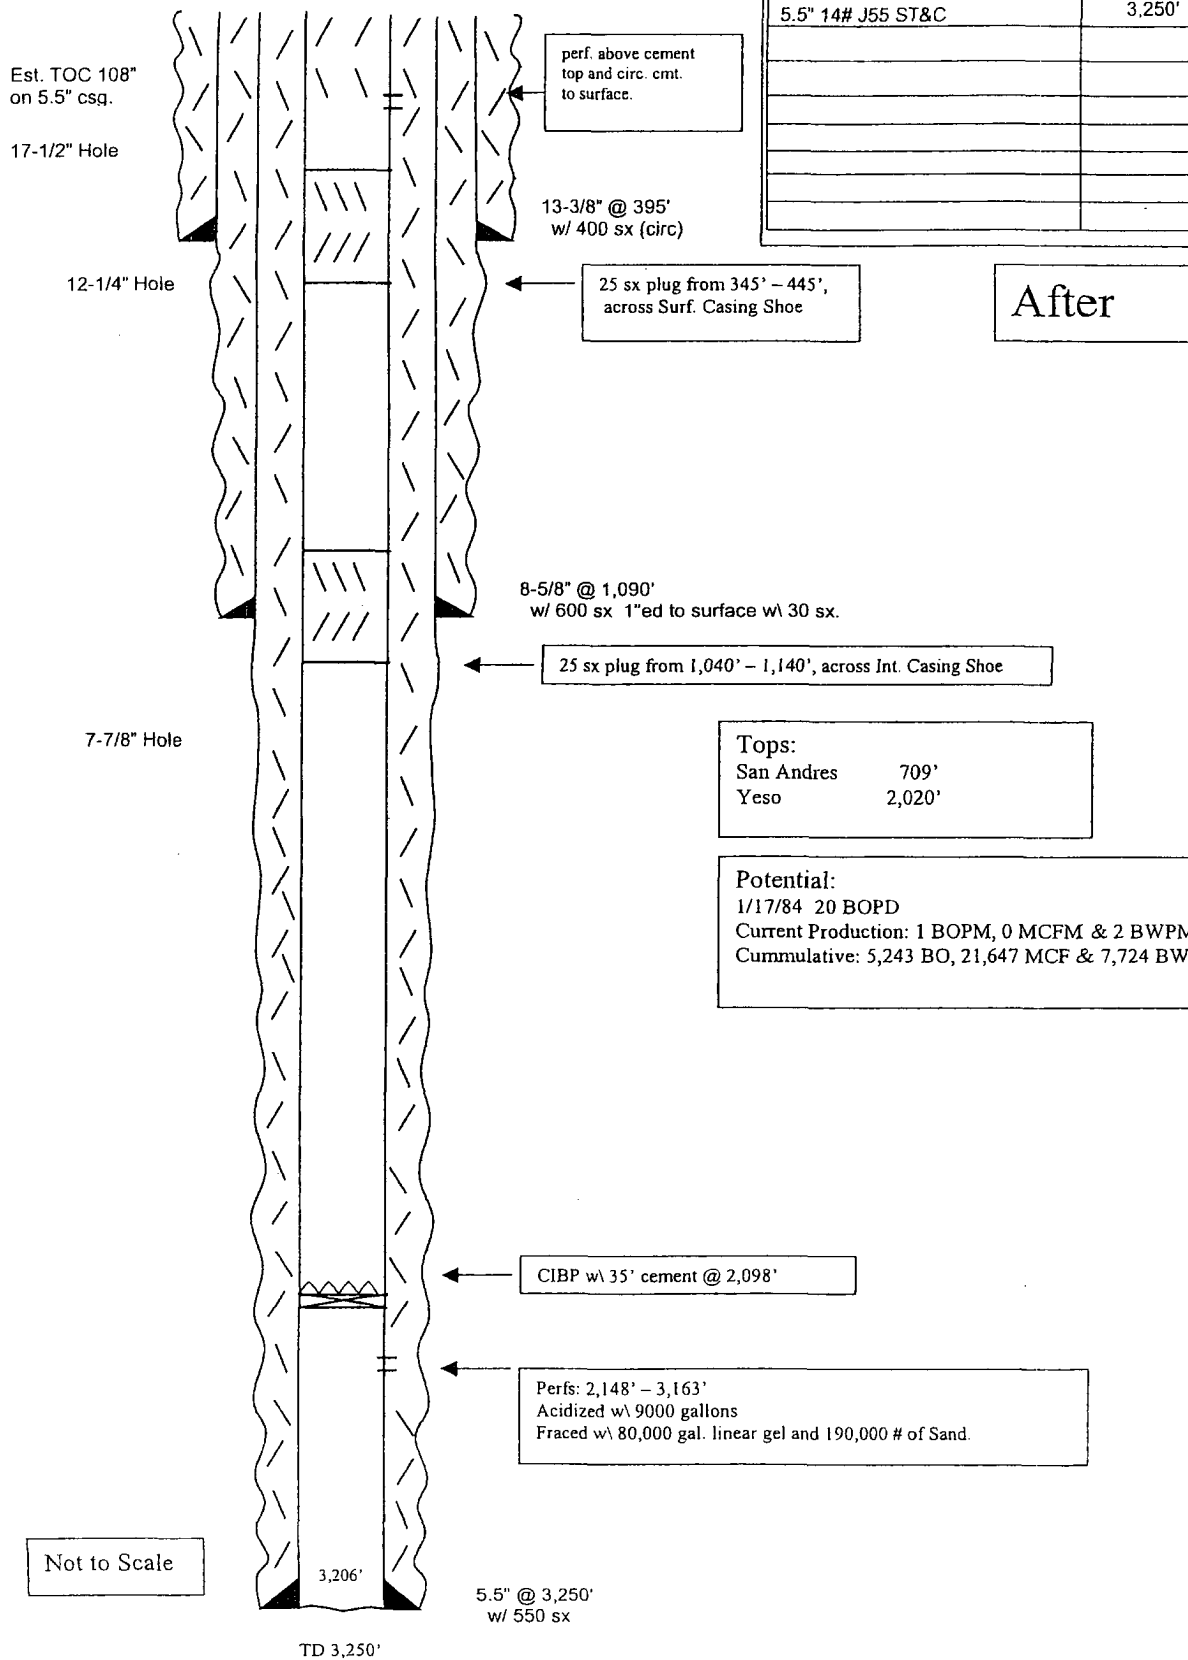 5.5" 14# J55 ST&C 3,250'
Est. TOC 108"
on 5.5" csg.
perf. above cement
top and circ. cmt.
to surface.
17-1/2" Hole
13-3/8" @ 395'
w/ 400 sx (circ)
12-1/4" Hole
25 sx plug from 345' – 445',
across Surf. Casing Shoe
After
8-5/8" @ 1,090'
w/ 600 sx 1"ed to surface w\ 30 sx.
25 sx plug from 1,040' – 1,140', across Int. Casing Shoe
7-7/8" Hole
Tops:
San Andres 709'
Yeso 2,020'
Potential:
1/17/84 20 BOPD
Current Production: 1 BOPM, 0 MCFM & 2 BWPM
Cummulative: 5,243 BO, 21,647 MCF & 7,724 BW
CIBP w\ 35' cement @ 2,098'
Perfs: 2,148' – 3,163'
Acidized w\ 9000 gallons
Fraced w\ 80,000 gal. linear gel and 190,000 # of Sand.
Not to Scale
3,206'
5.5" @ 3,250'
w/ 550 sx
TD 3,250'